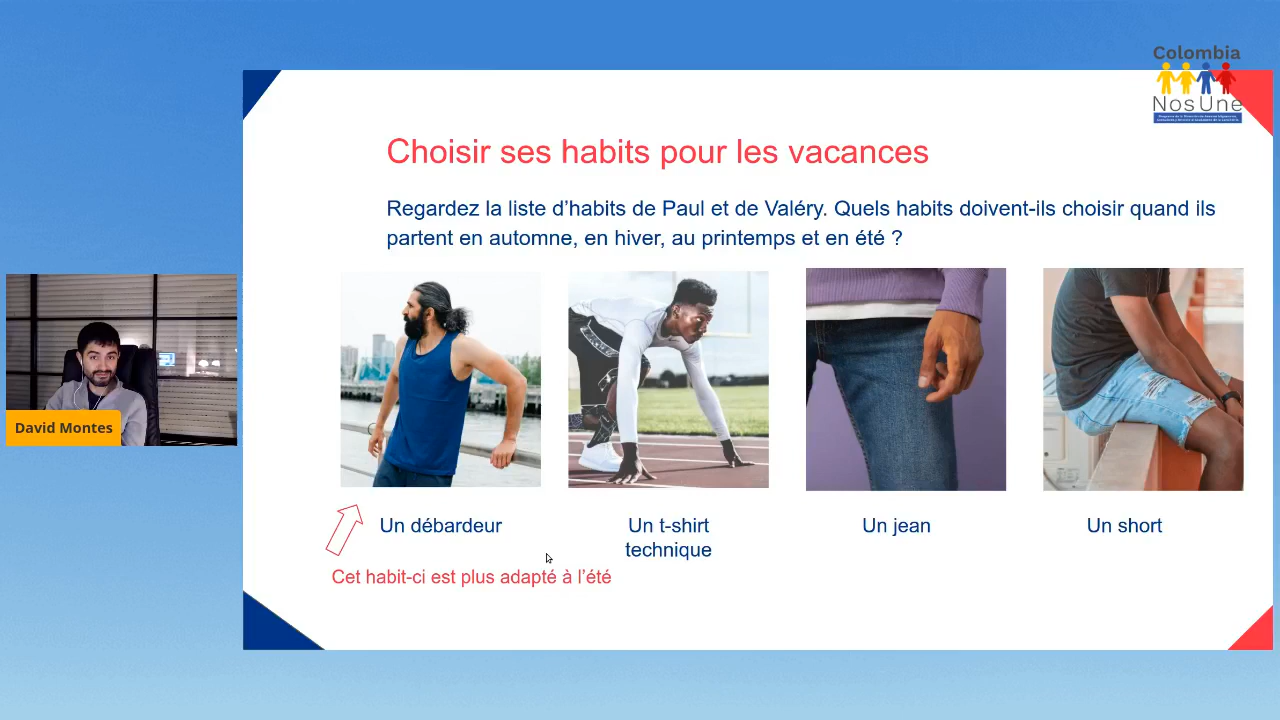 Colombia
NosUne
Choisir ses habits pour les vacances
Regardez la liste d’habits de Paul et de Valéry. Quels habits doivent-ils choisir quand ils
partent en automne, en hiver, au printemps et en été ?
David Montes
Un débardeur
Un t-shirt
technique
Un jean
Un short
Cet habit-ci est plus adapté à l’été